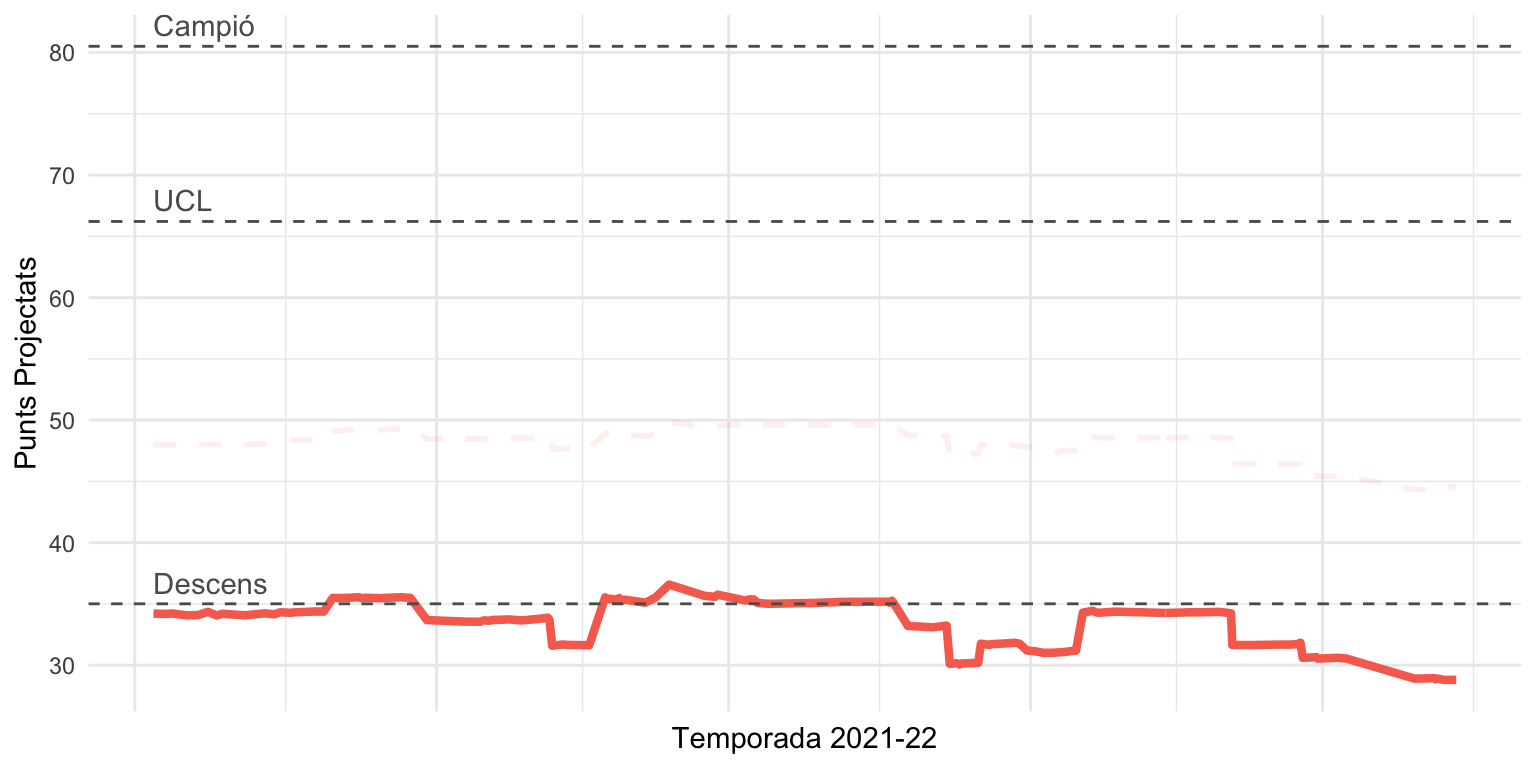 Campió
80
70
UCL
60
Punts Projectats
50
40
Descens
30
Temporada 2021-22